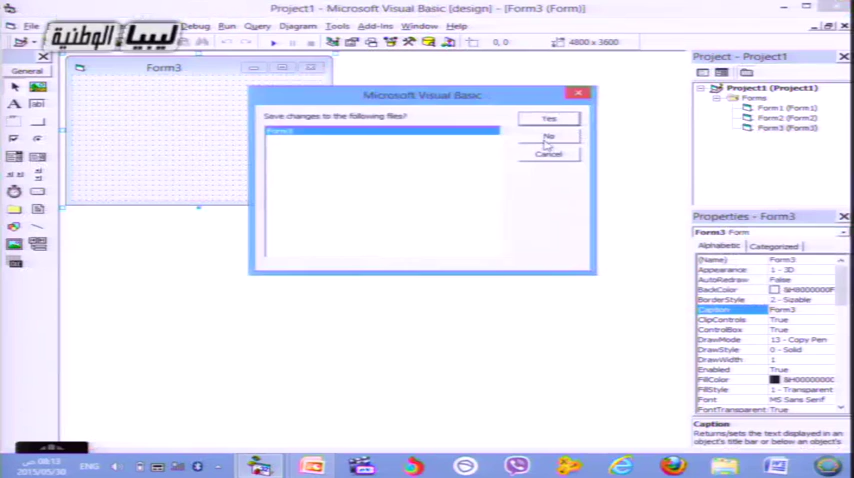 Project1 - Microsoft Visual Basic [design] - [Form3 (Form)]
File
Debug Run Query Diagram Tools Add-Ins Window Help
ليبيا الوطنية
0, 0
4800 x 3600
General
Form3
Microsoft Visual Basic
Save changes to the following files?
Form3
Yes
No
Cancel
Project - Project1
Project1 (Project1)
Forms
Form1 (Form1)
Form2 (Form2)
Form3 (Form3)
Properties - Form3
Form3 Form
Alphabetic Categorized
(Name) Form3
Appearance 1 - 3D
AutoRedraw False
BackColor &H8000000F
BorderStyle 2 - Sizable
Caption Form3
ClipControls True
ControlBox True
DrawMode 13 - Copy Pen
DrawStyle 0 - Solid
DrawWidth 1
Enabled True
FillColor &H0000000
FillStyle 1 - Transparent
Font MS Sans Serif
FontTransparent True
Caption
Returns/sets the text displayed in an
object's title bar or below an object's
ENG
08:13 ص
2015/05/30